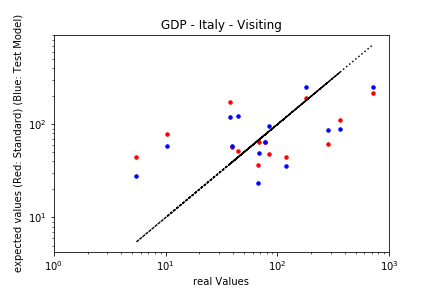 GDP - Italy - Visiting
expected values (Red: Standard) (Blue: Test Model)
10²
10¹
10⁰ 10¹ 10² 10³
real Values